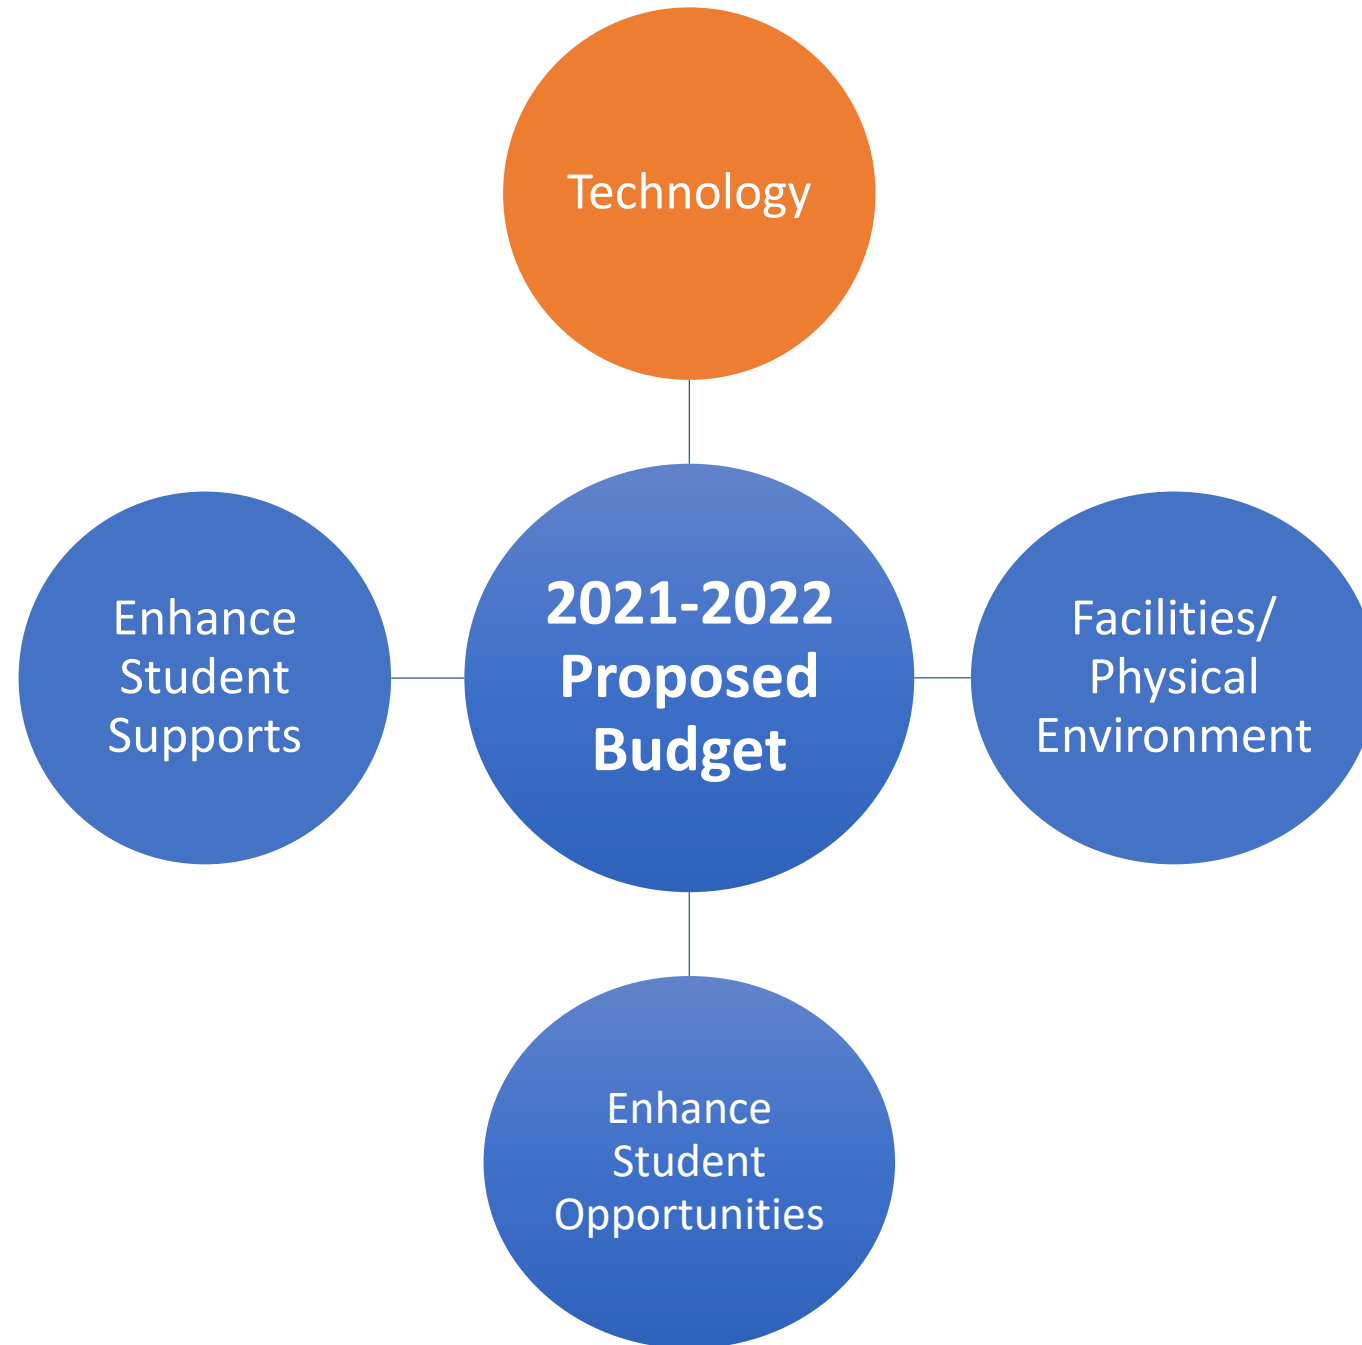 Technology
Enhance
Student
Supports
2021-2022
Proposed
Budget
Facilities/
Physical
Environment
Enhance
Student
Opportunities